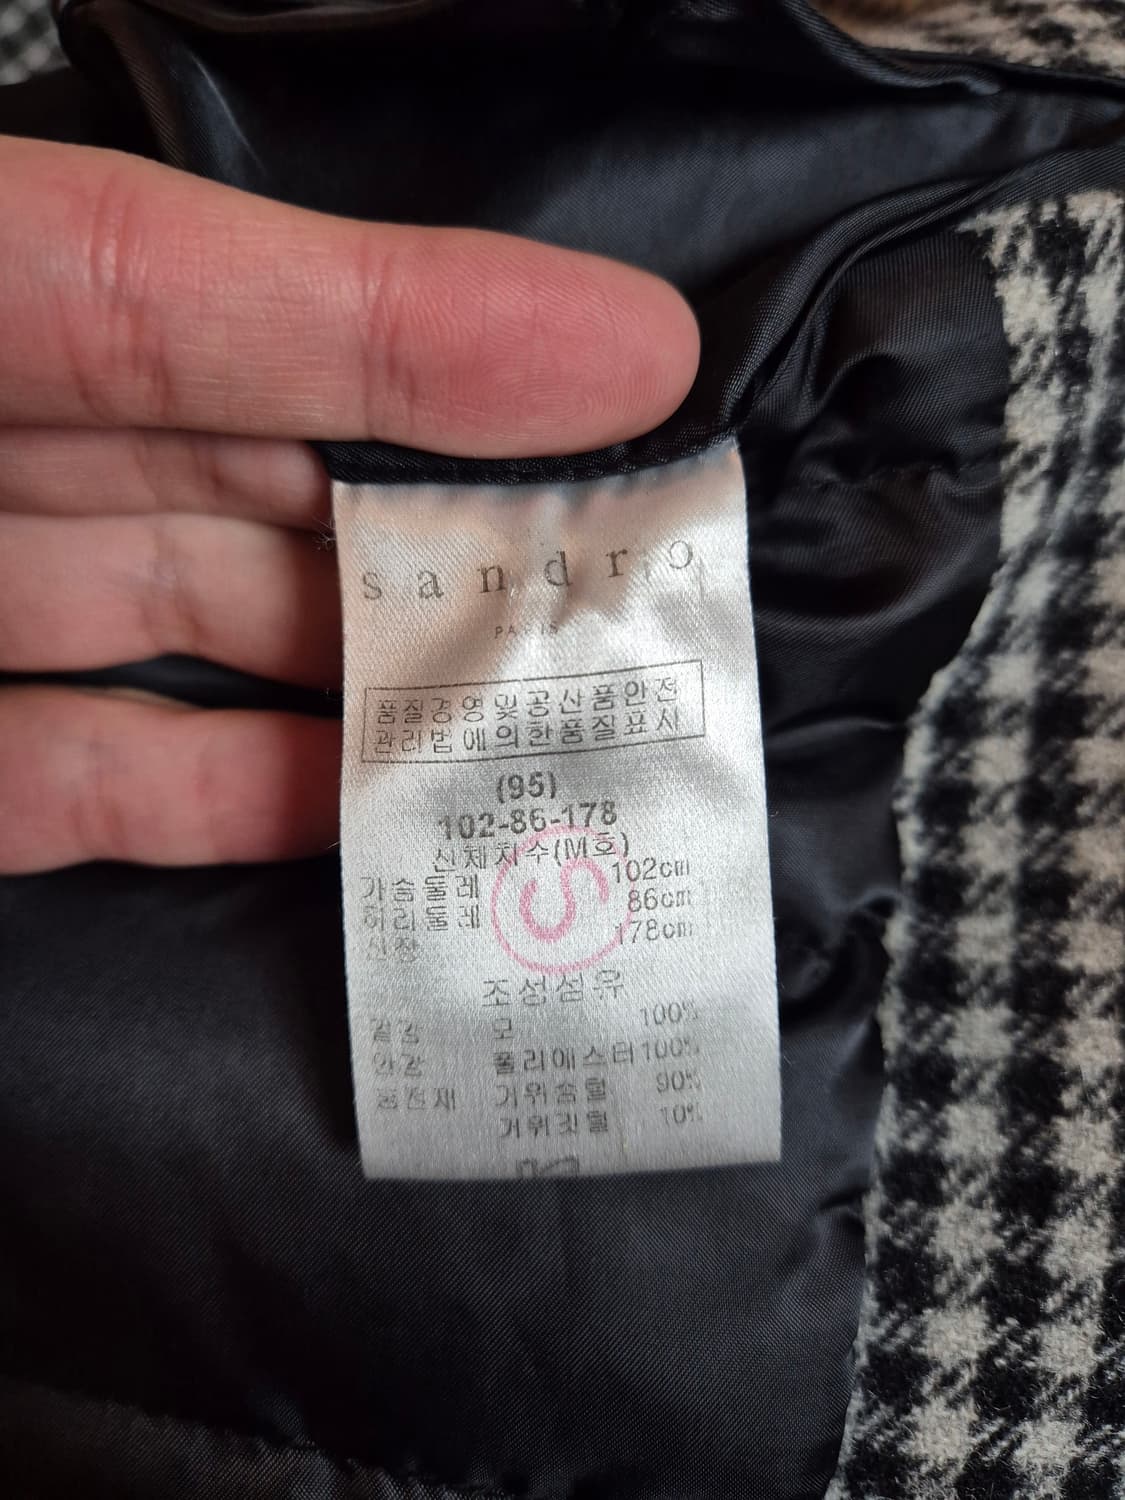 sandro
PARIS
품질경영및공산품안전
관리법에의한품질표시
(95)
102-86-178
신체치수(M호)
가슴둘레 102cm
허리둘레 86cm
신장 178cm
조성섬유
겉감 모 100%
안감 폴리에스터 100%
충전재 거위솜털 90%
거위깃털 10%